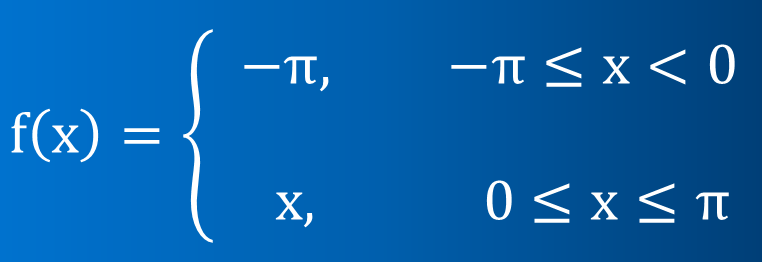 −π, −π ≤ x < 0
f(x) =
x, 0 ≤ x ≤ π